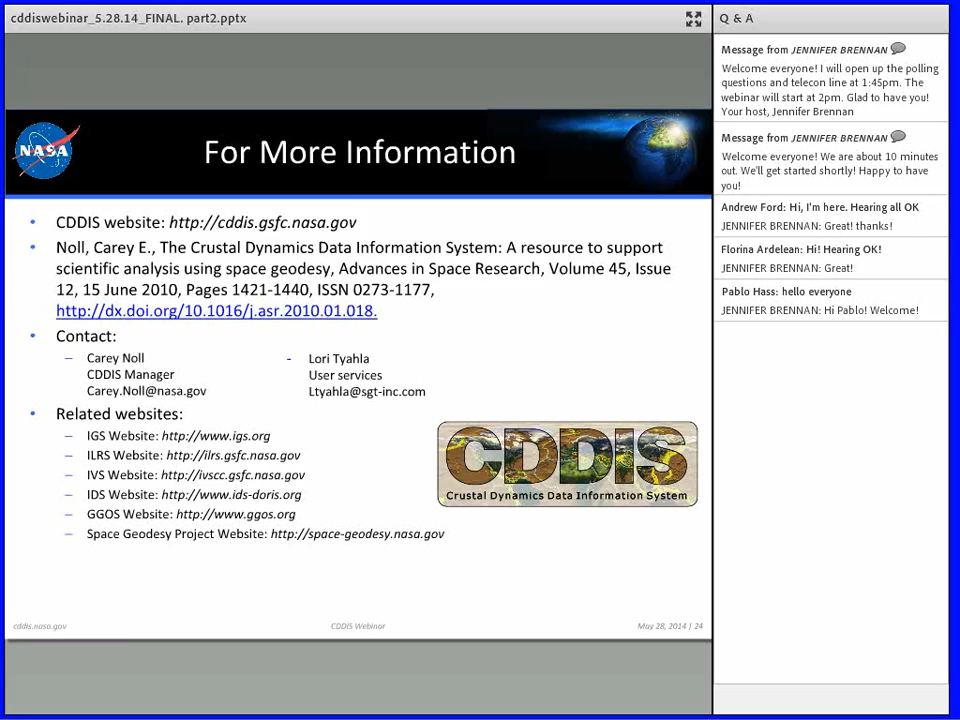 cddiswebinar_5.28.14_FINAL. part2.pptx
NASA
For More Information
• CDDIS website: http://cddis.gsfc.nasa.gov
• Noll, Carey E., The Crustal Dynamics Data Information System: A resource to support
scientific analysis using space geodesy, Advances in Space Research, Volume 45, Issue
12, 15 June 2010, Pages 1421-1440, ISSN 0273-1177,
http://dx.doi.org/10.1016/j.asr.2010.01.018.
• Contact:
– Carey Noll
CDDIS Manager
Carey.Noll@nasa.gov
- Lori Tyahla
User services
Ltyahla@sgt-inc.com
• Related websites:
– IGS Website: http://www.igs.org
– ILRS Website: http://ilrs.gsfc.nasa.gov
– IVS Website: http://ivscc.gsfc.nasa.gov
– IDS Website: http://www.ids-doris.org
– GGOS Website: http://www.ggos.org
– Space Geodesy Project Website: http://space-geodesy.nasa.gov
CDDIS
Crustal Dynamics Data Information System
cddis.nasa.gov
CDDIS Webinar
May 28, 2014 | 24
Q & A
Message from JENNIFER BRENNAN
Welcome everyone! I will open up the polling
questions and telecon line at 1:45pm. The
webinar will start at 2pm. Glad to have you!
Your host, Jennifer Brennan
Message from JENNIFER BRENNAN
Welcome everyone! We are about 10 minutes
out. We'll get started shortly! Happy to have
you!
Andrew Ford: Hi, I'm here. Hearing all OK
JENNIFER BRENNAN: Great! thanks!
Florina Ardelean: Hi! Hearing OK!
JENNIFER BRENNAN: Great!
Pablo Hass: hello everyone
JENNIFER BRENNAN: Hi Pablo! Welcome!